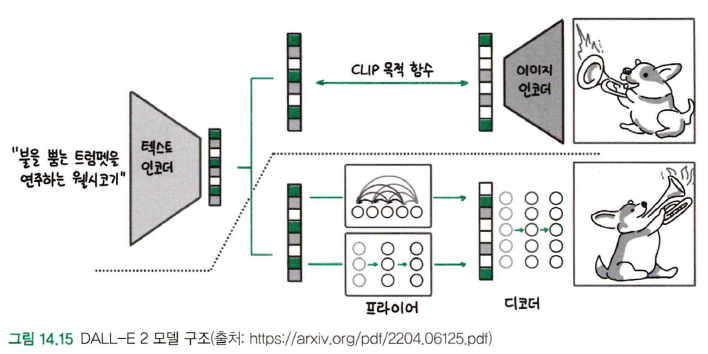 CLIP 목적 함수
이미지
인코더
"불을 뿜는 트럼펫을
연주하는 웰시코기"
텍스트
인코더
프라이어
디코더
그림 14.15 DALL-E 2 모델 구조(출처: https://arxiv.org/pdf/2204.06125.pdf)